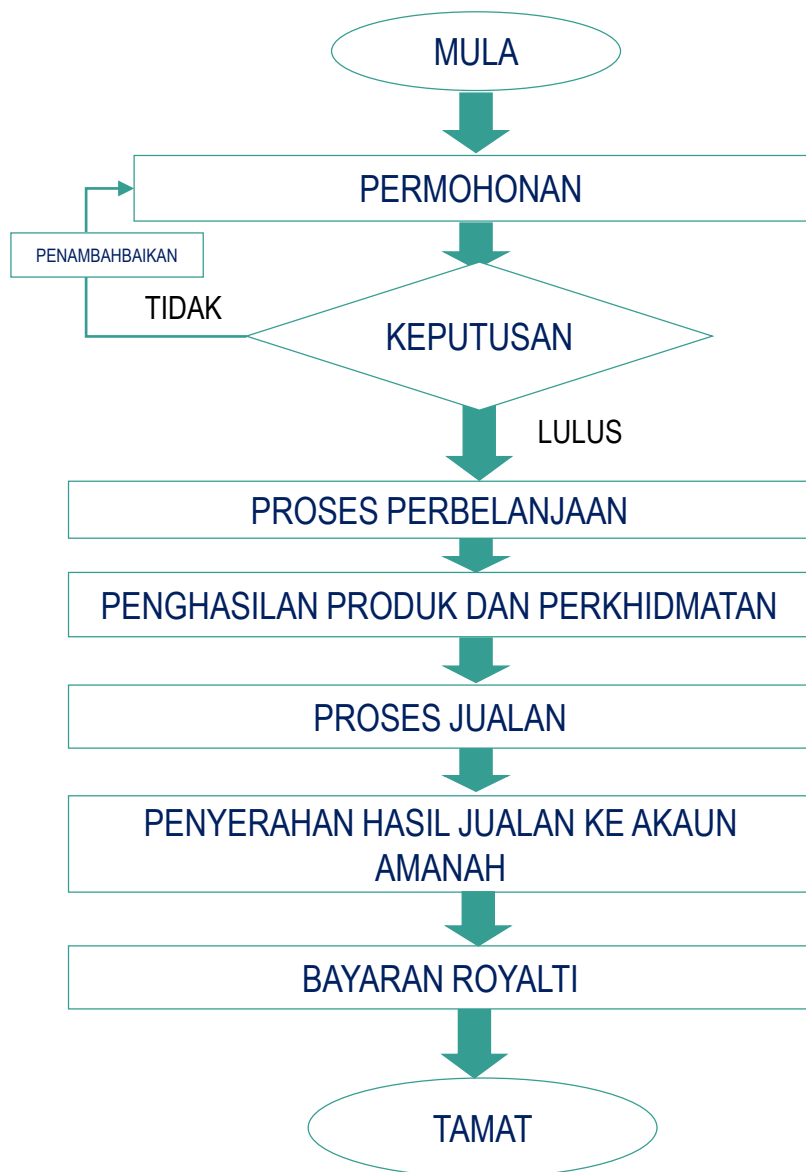 MULA
PERMOHONAN
PENAMBAHBAIKAN
TIDAK
KEPUTUSAN
LULUS
PROSES PERBELANJAAN
PENGHASILAN PRODUK DAN PERKHIDMATAN
PROSES JUALAN
PENYERAHAN HASIL JUALAN KE AKAUN
AMANAH
BAYARAN ROYALTI
TAMAT